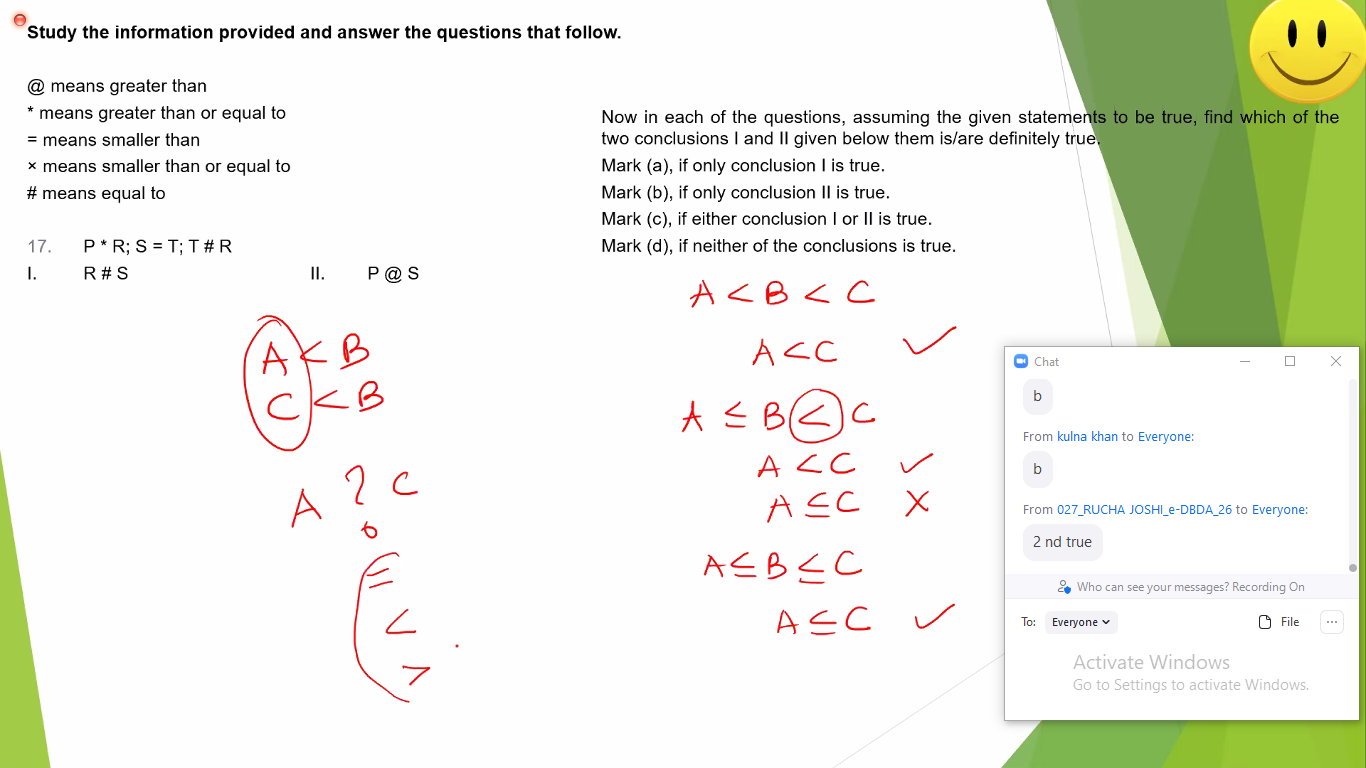 Study the information provided and answer the questions that follow.
@ means greater than
* means greater than or equal to
= means smaller than
× means smaller than or equal to
# means equal to
17. P * R; S = T; T # R
I. R # S II. P @ S
A < B
C < B
A ? C
=
<
>
Now in each of the questions, assuming the given statements to be true, find which of the
two conclusions I and II given below them is/are definitely true.
Mark (a), if only conclusion I is true.
Mark (b), if only conclusion II is true.
Mark (c), if either conclusion I or II is true.
Mark (d), if neither of the conclusions is true.
A < B < C
A < C ✓
A ≤ B < C
A < C ✓
A ≤ C X
A ≤ B ≤ C
A ≤ C ✓
Chat
b
From kulna khan to Everyone:
b
From 027_RUCHA JOSHI_e-DBDA_26 to Everyone:
2 nd true
Who can see your messages? Recording On
To: Everyone File ...
Activate Windows
Go to Settings to activate Windows.